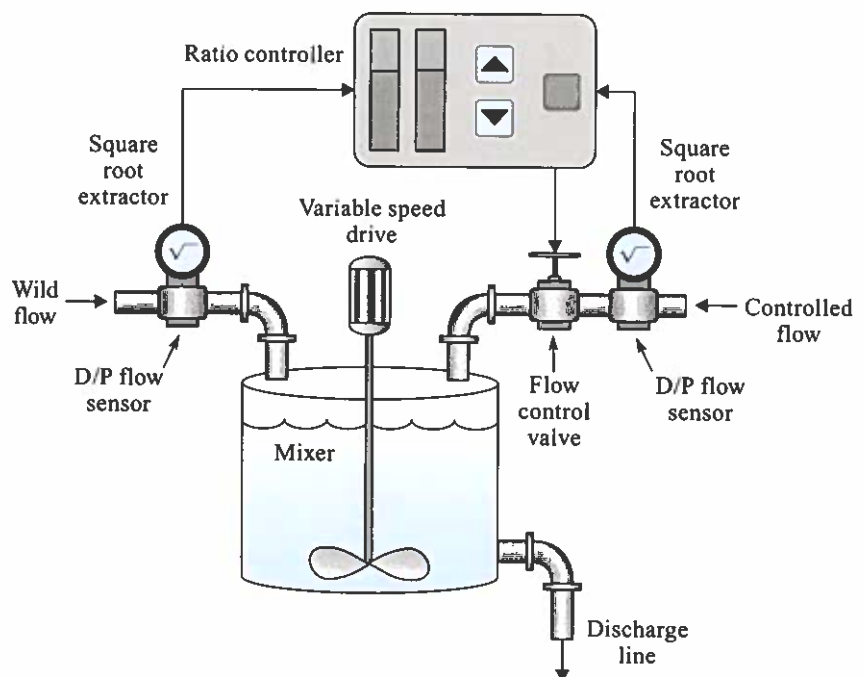 Ratio controller
Square
root
extractor
Square
root
extractor
Variable speed
drive
Wild
flow
Controlled
flow
D/P flow
sensor
Flow
control
valve
D/P flow
sensor
Mixer
Discharge
line